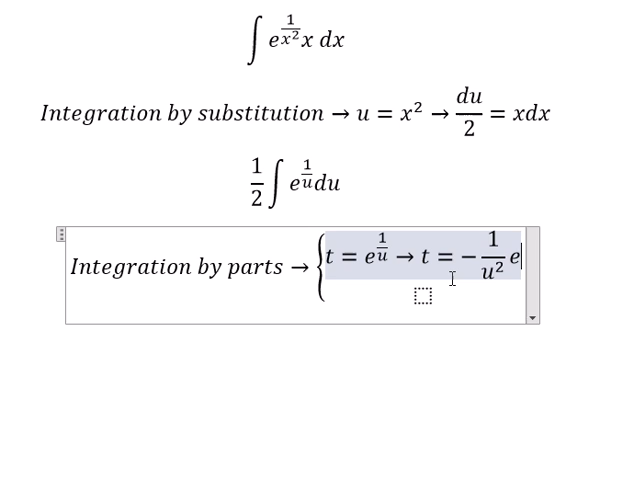 ∫ e^{1/x²} x dx
Integration by substitution → u = x² → du/2 = xdx
1/2 ∫ e^{1/u} du
Integration by parts → { t = e^{1/u} → t = − 1/u² e